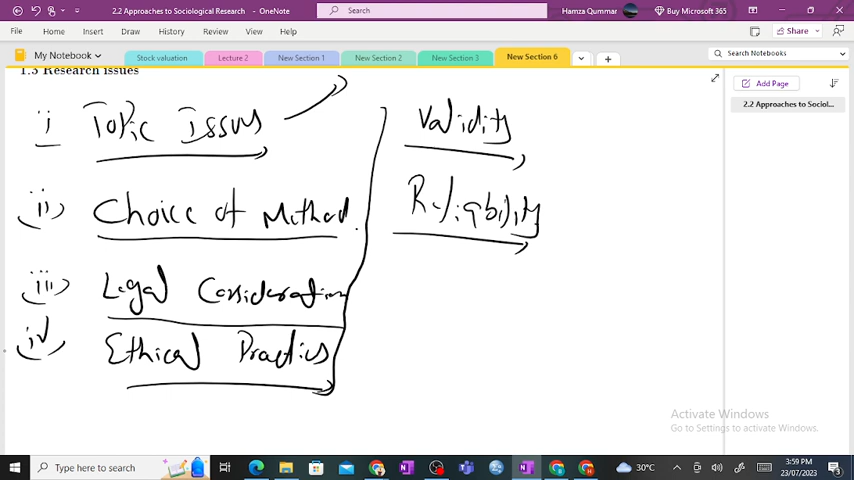 2.2 Approaches to Sociological Research - OneNote
Search
Hamza Qummar
Buy Microsoft 365
File Home Insert Draw History Review View Help
Share
My Notebook
Stock valuation
Lecture 2
New Section 1
New Section 2
New Section 3
New Section 6
Search Notebooks
Add Page
2.2 Approaches to Sociol...
1.3 Research issues
i Topic Issus
ii) Choice of Method.
iii) Legal Consideration
iv) Ethical Practics
Validity
Reliability
Activate Windows
Go to Settings to activate Windows.
Type here to search
30°C
3:59 PM
23/07/2023